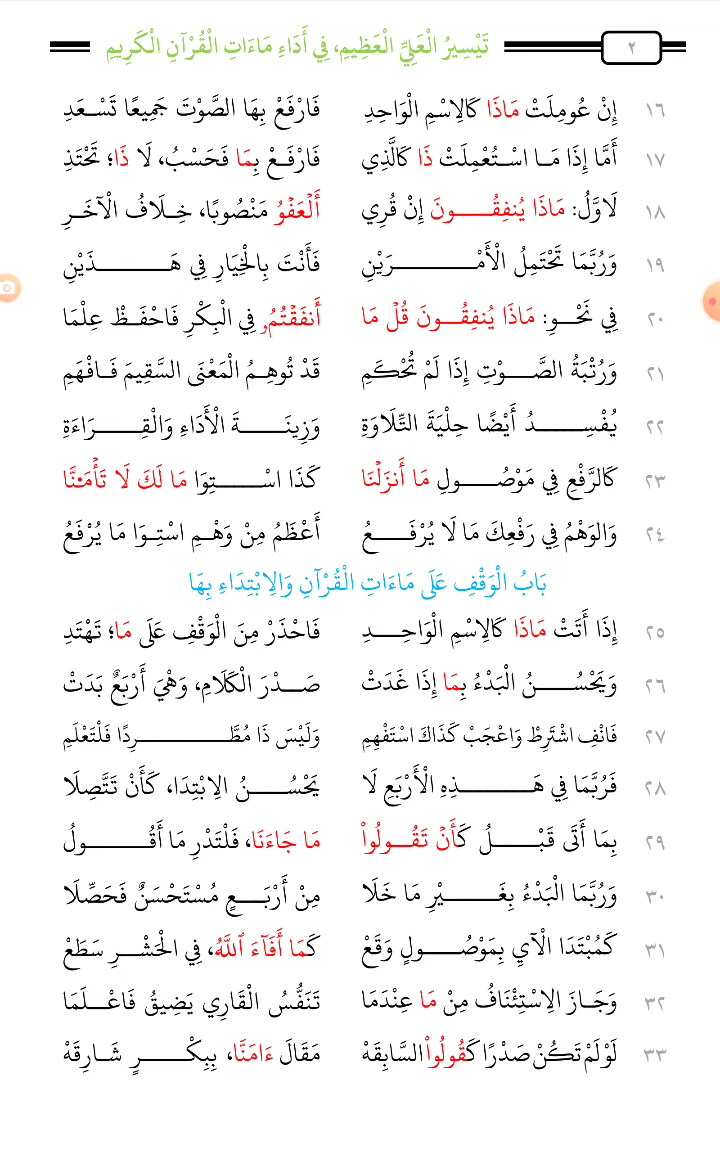 ٢ تَيْسِيرُ الْعَلِيِّ الْعَظِيمِ، فِي أَدَاءِ مَاءَاتِ الْقُرْآنِ الْكَرِيمِ
١٦ إِنْ عُومِلَتْ مَاذَا كَالِاسْمِ الْوَاحِدِ فَارْفَعْ بِهَا الصَّوْتَ جَمِيعًا تَسْعَدِ
١٧ أَمَّا إِذَا مَا اسْتُعْمِلَتْ ذَا كَالَّذِي فَارْفَعْ بِمَا فَحَسْبُ، لَا ذَا؛ تَحْتَذِ
١٨ لَاوَّلُ: مَاذَا يُنفِقُونَ إِنْ قُرِي أَلْعَفْوُ مَنْصُوبًا، خِلَافُ الْآخَرِ
١٩ وَرُبَّمَا تَحْتَمِلُ الْأَمْرَيْنِ فَأَنْتَ بِالْخِيَارِ فِي هَذَيْنِ
٢٠ فِي نَحْوِ: مَاذَا يُنفِقُونَ قُلْ مَا أَنفَقْتُمُ، فِي الْبِكْرِ فَاحْفَظْ عِلْمَا
٢١ وَرُتْبَةُ الصَّوْتِ إِذَا لَمْ تُحْكَمِ قَدْ تُوهِمُ الْمَعْنَى السَّقِيمَ فَافْهَمِ
٢٢ يُفْسِدُ أَيْضًا حِلْيَةَ التِّلَاوَةِ وَزِينَةَ الْأَدَاءِ وَالْقِرَاءَةِ
٢٣ كَالرَّفْعِ فِي مَوْصُولِ مَا أَنزَلْنَا كَذَا اسْتِوَا مَا لَكَ لَا تَأْمَنَّا
٢٤ وَالوَهْمُ فِي رَفْعِكَ مَا لَا يُرْفَعُ أَعْظَمُ مِنْ وَهْمِ اسْتِوَا مَا يُرْفَعُ
بَابُ الْوَقْفِ عَلَى مَاءَاتِ الْقُرْآنِ وَالِابْتِدَاءِ بِهَا
٢٥ إِذَا أَتَتْ مَاذَا كَالِاسْمِ الْوَاحِدِ فَاحْذَرْ مِنَ الْوَقْفِ عَلَى مَا؛ تَهْتَدِ
٢٦ وَيَحْسُنُ الْبَدْءُ بِمَا إِذَا غَدَتْ صَدْرَ الْكَلَامِ، وَهْيَ أَرْبَعٌ بَدَتْ
٢٧ فَانْفِ اشْتَرِطْ وَاعْجَبْ كَذَاكَ اسْتَفْهِمِ وَلَيْسَ ذَا مُطَّرِدًا فَلْتَعْلَمِ
٢٨ فَرُبَّمَا فِي هَذِهِ الْأَرْبَعِ لَا يَحْسُنُ الِابْتِدَا، كَأَنْ تَتَّصِلَا
٢٩ بِمَا أَتَى قَبْلُ كَأَنْ تَقُولُواْ مَا جَاءَنَا، فَلْتَدْرِ مَا أَقُولُ
٣٠ وَرُبَّمَا الْبَدْءُ بِغَيْرِ مَا خَلَا مِنْ أَرْبَعٍ مُسْتَحْسَنٌ فَحَصِّلَا
٣١ كَمُبْتَدَا الْآيِ بِمَوْصُولٍ وَقَعْ كَمَا أَفَآءَ ٱللَّهُ، فِي الْحَشْرِ سَطَعْ
٣٢ وَجَازَ الِاسْتِئْنَافُ مِنْ مَا عِنْدَمَا تَنَفُّسُ الْقَارِي يَضِيقُ فَاعْلَمَا
٣٣ لَوْ لَمْ تَكُنْ صَدْرًا كَقُولُواْ السَّابِقَهْ مَقَالَ ءَامَنَّا، بِبِكْرٍ شَارِقَهْ